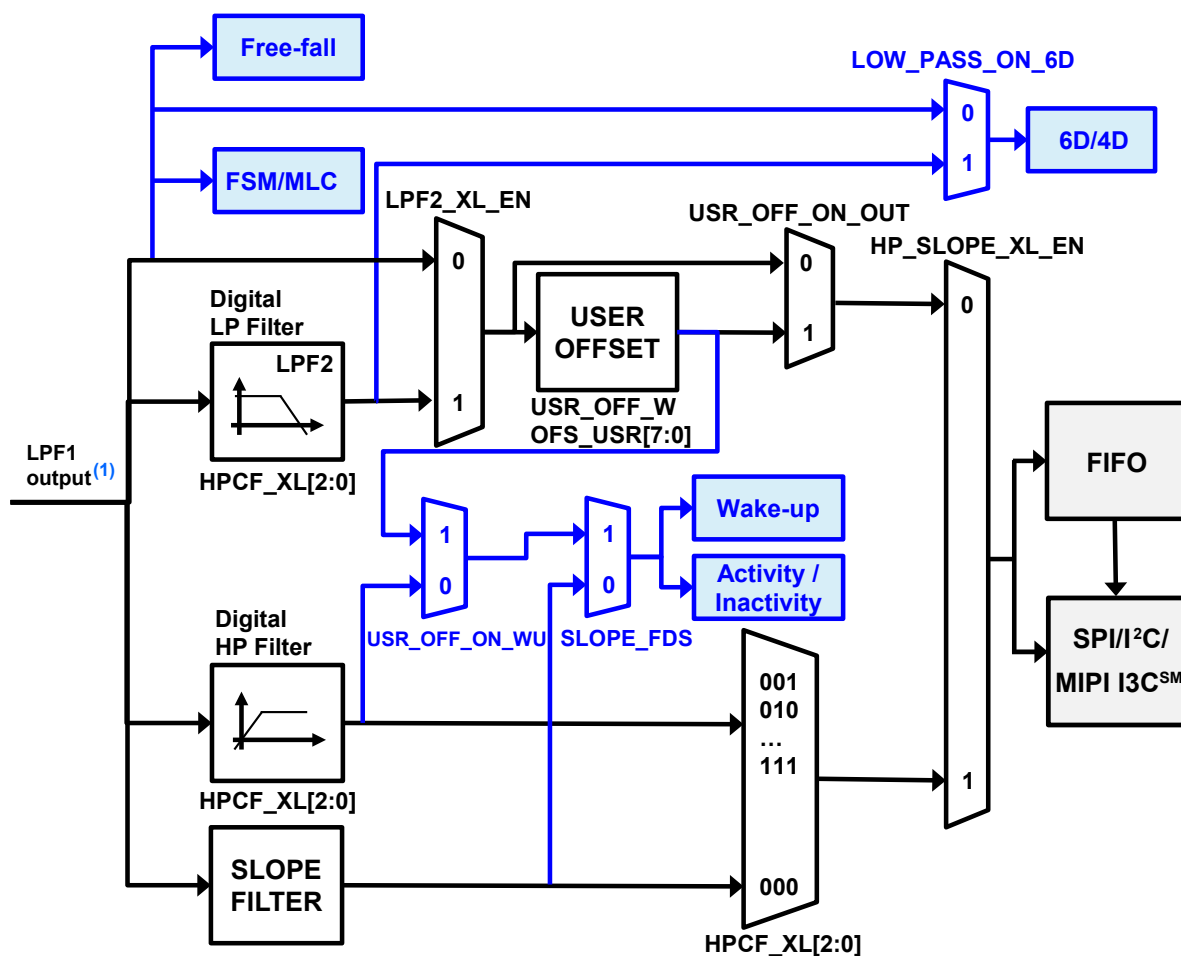 Free-fall
LOW_PASS_ON_6D
0
1
6D/4D
FSM/MLC
LPF2_XL_EN
0
1
USR_OFF_ON_OUT
0
1
HP_SLOPE_XL_EN
0
1
Digital
LP Filter
LPF2
HPCF_XL[2:0]
USER
OFFSET
USR_OFF_W
OFS_USR[7:0]
LPF1
output(1)
FIFO
SPI/I²C/
MIPI I3C℠
1
0
USR_OFF_ON_WU
1
0
SLOPE_FDS
Wake-up
Activity /
Inactivity
Digital
HP Filter
HPCF_XL[2:0]
SLOPE
FILTER
001
010
...
111
000
HPCF_XL[2:0]